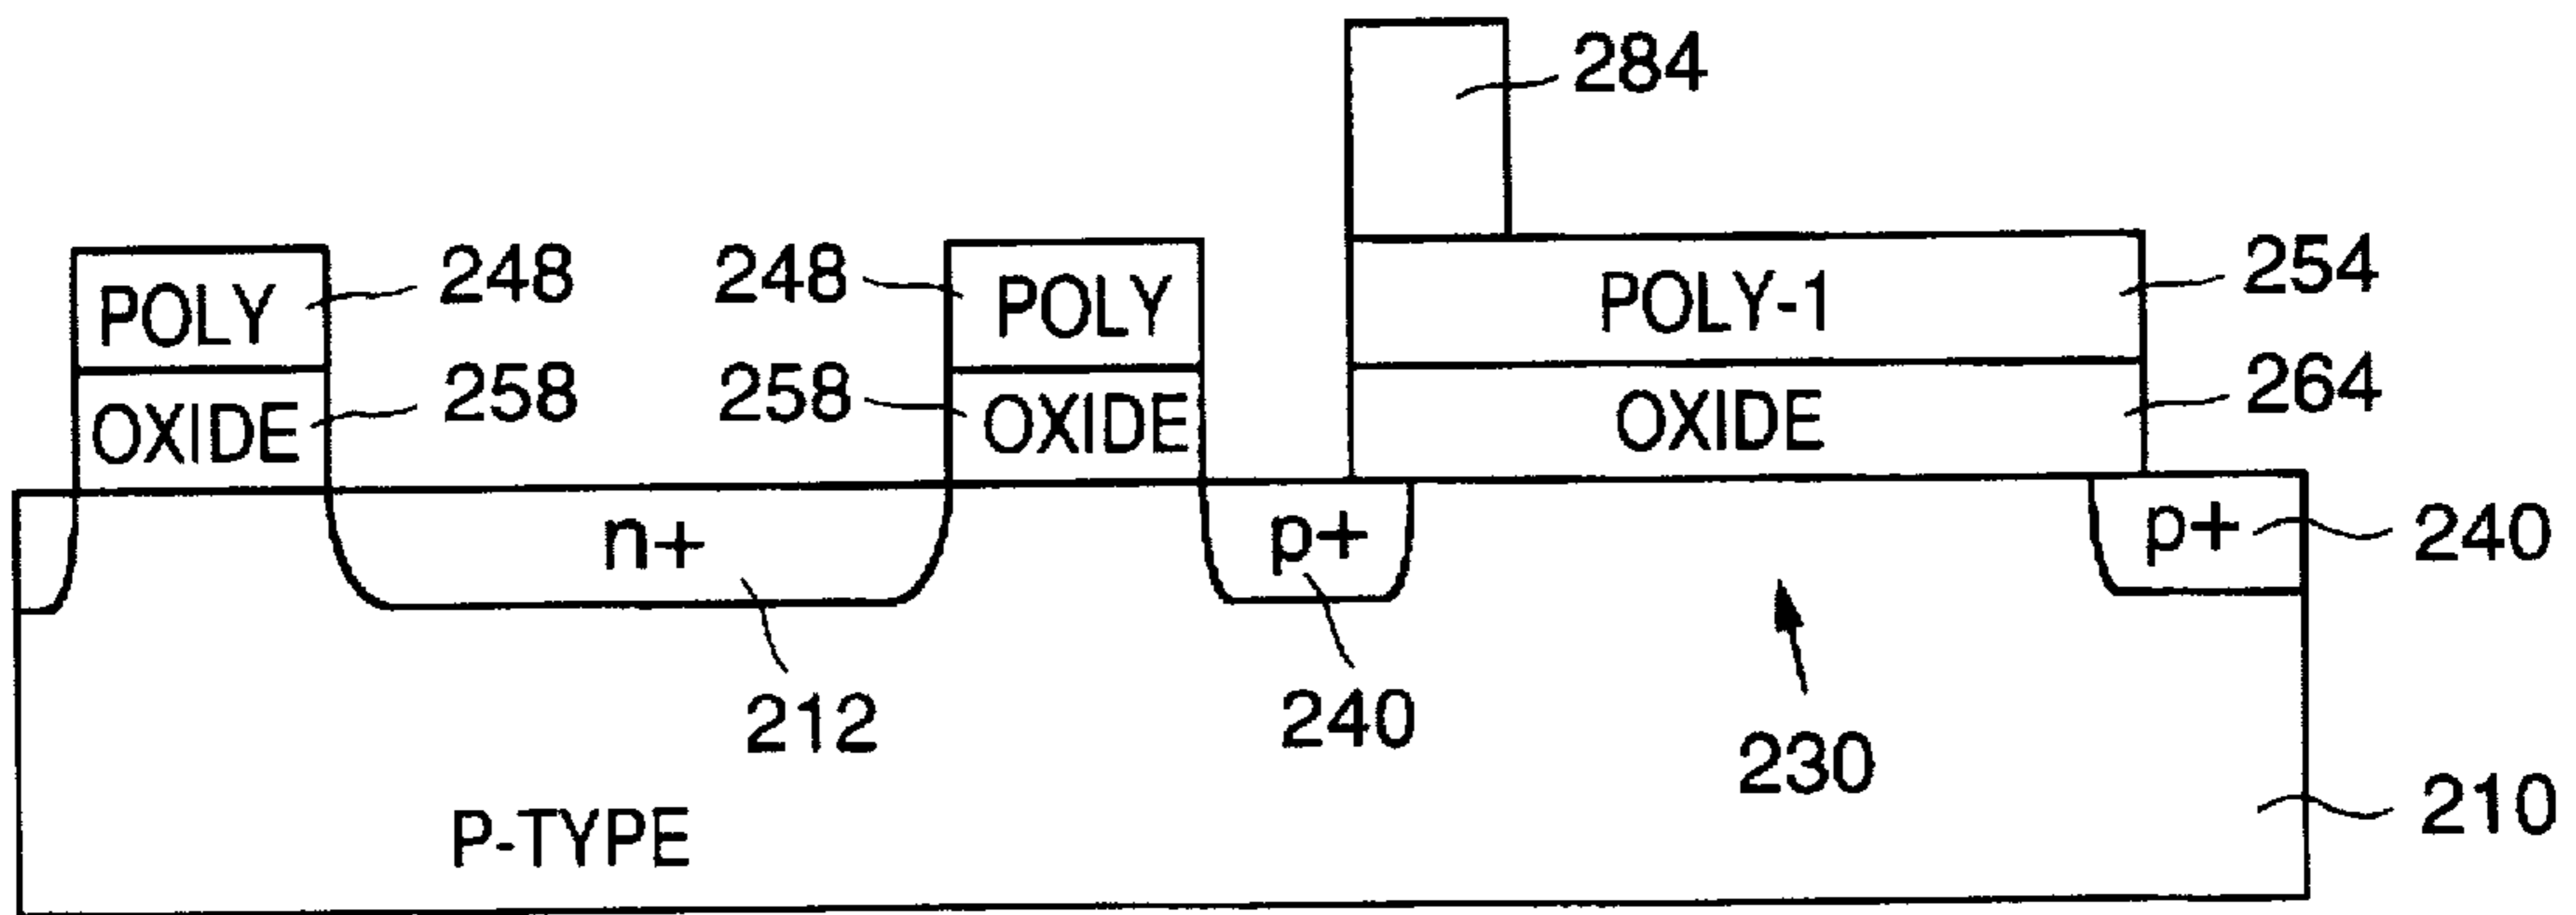 284
POLY 248 248 POLY POLY-1 254
OXIDE 258 258 OXIDE OXIDE 264
n+ p+ p+ 240
212 240 230
P-TYPE 210